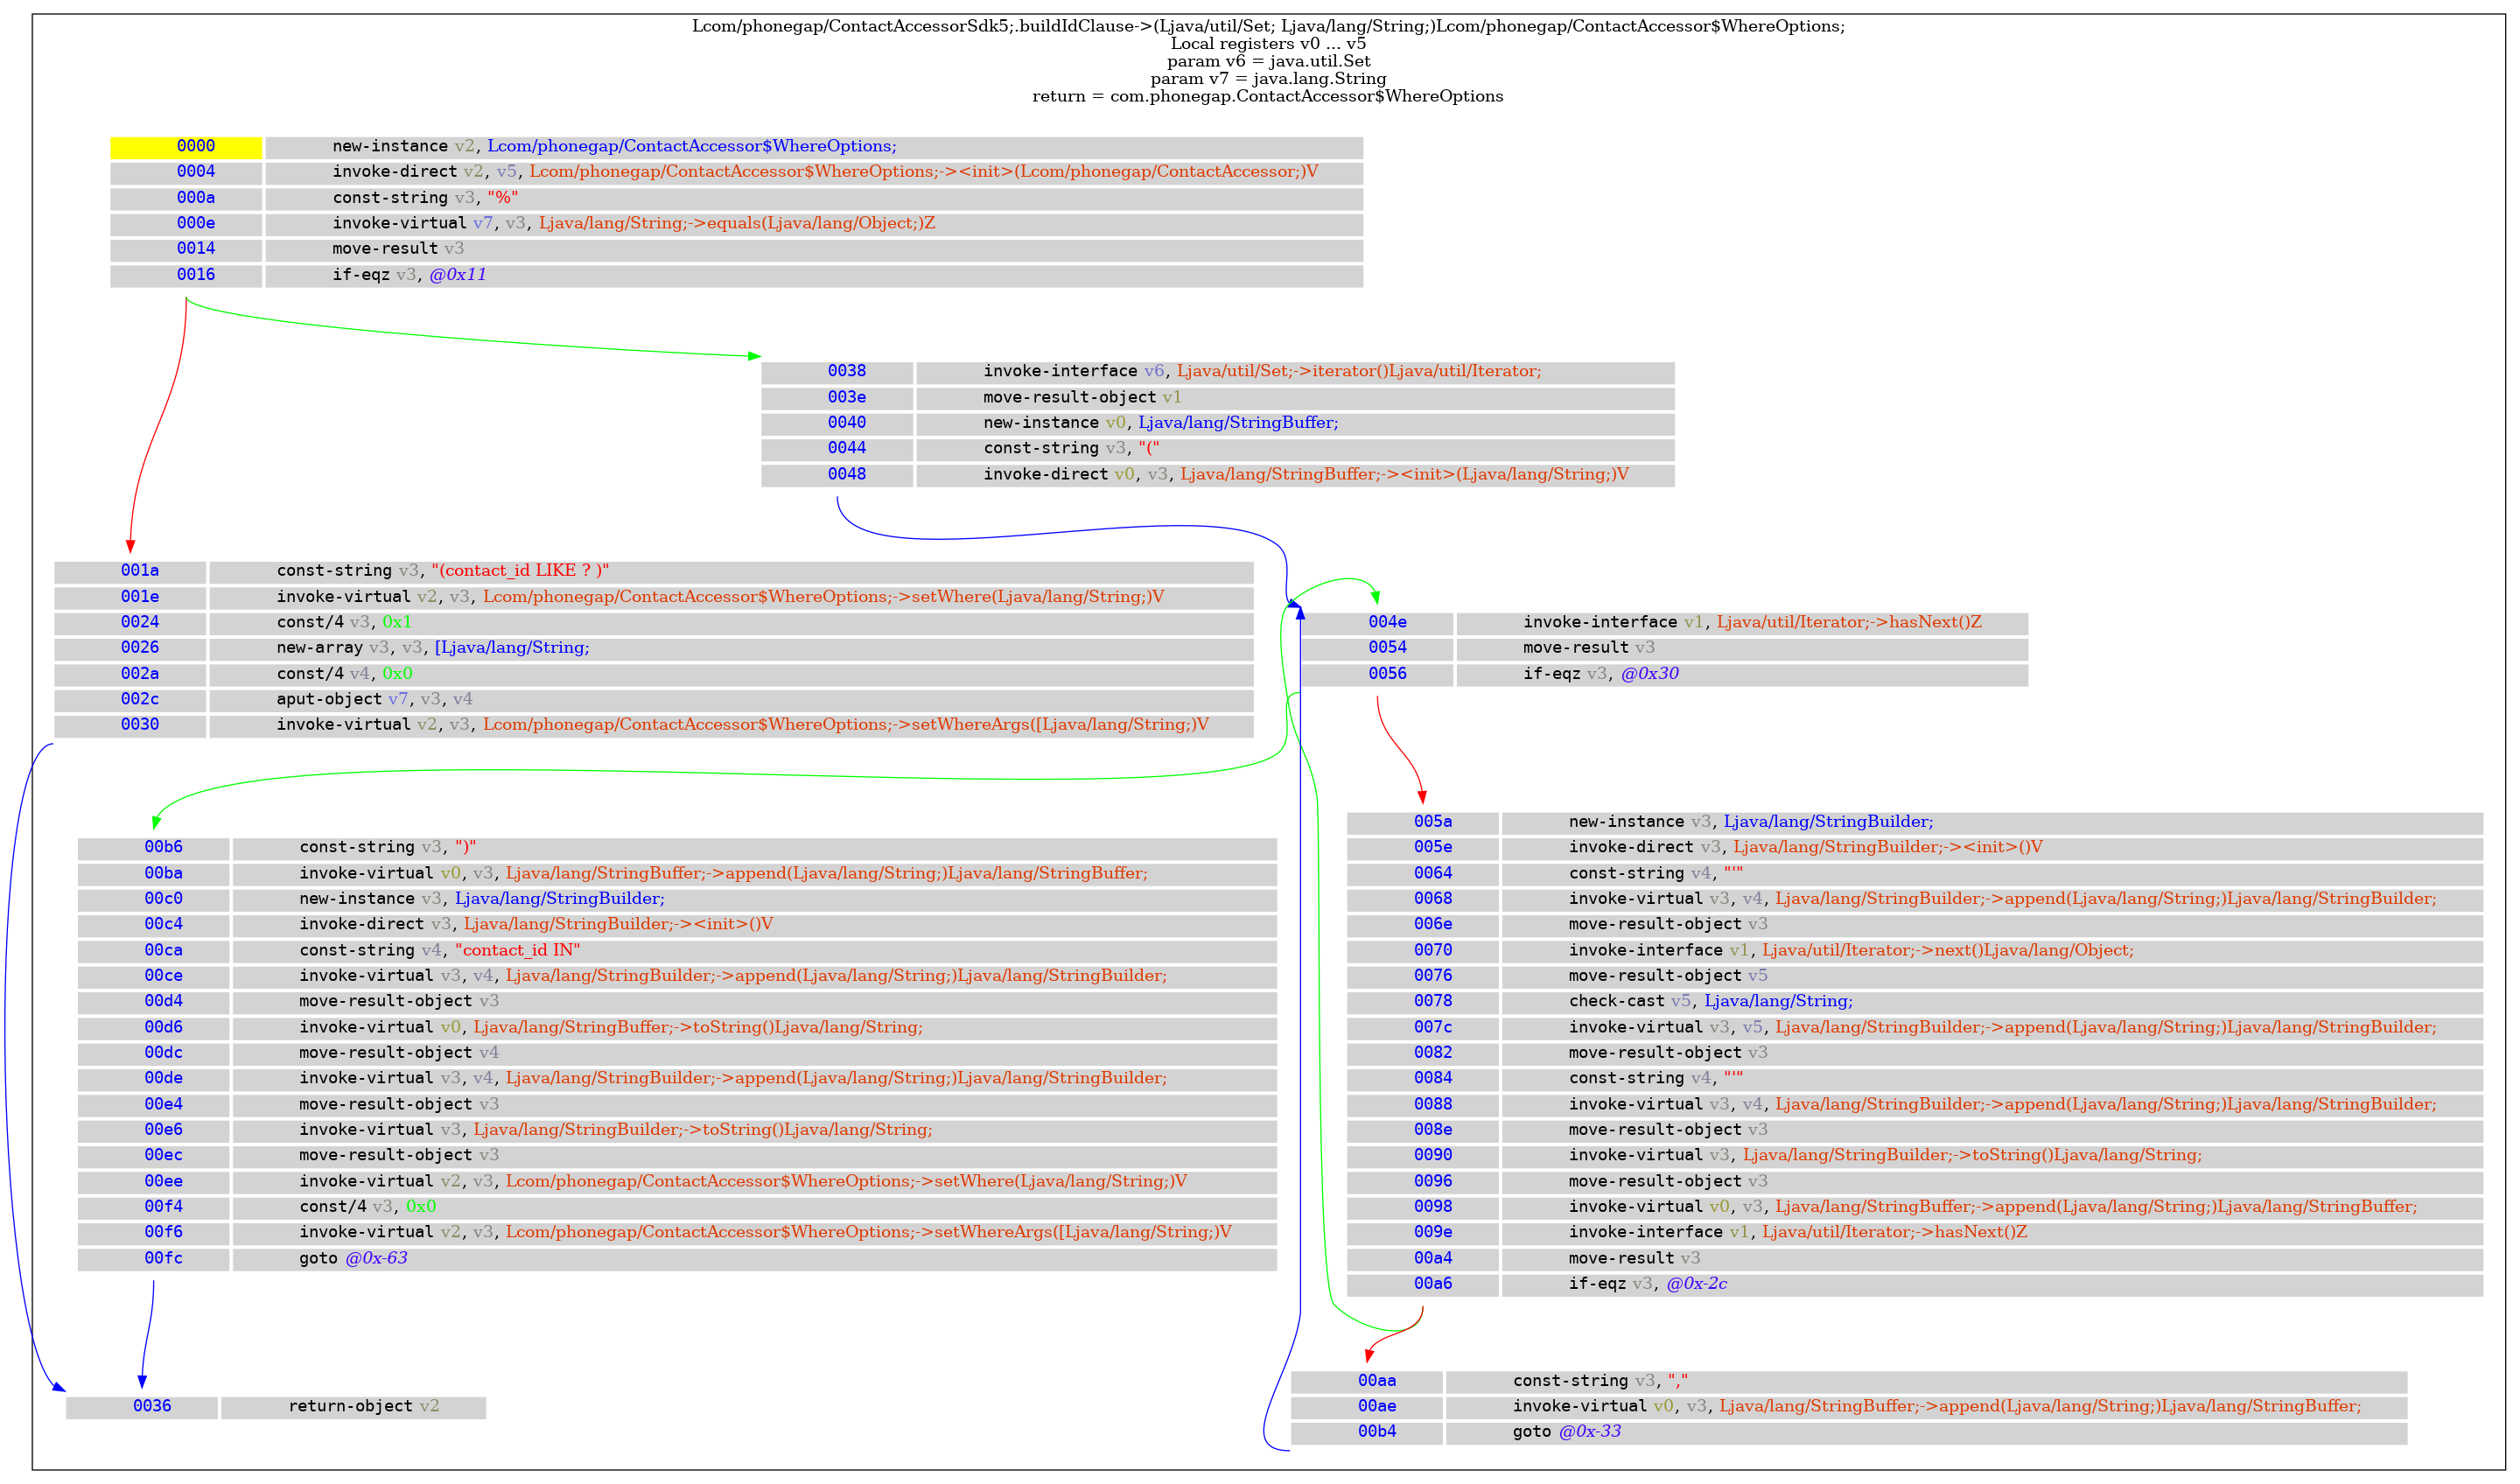 Lcom/phonegap/ContactAccessorSdk5;.buildIdClause->(Ljava/util/Set; Ljava/lang/String;)Lcom/phonegap/ContactAccessor$WhereOptions;
Local registers v0 ... v5
param v6 = java.util.Set
param v7 = java.lang.String
return = com.phonegap.ContactAccessor$WhereOptions
0000 new-instance v2, Lcom/phonegap/ContactAccessor$WhereOptions;
0004 invoke-direct v2, v5, Lcom/phonegap/ContactAccessor$WhereOptions;-><init>(Lcom/phonegap/ContactAccessor;)V
000a const-string v3, "%"
000e invoke-virtual v7, v3, Ljava/lang/String;->equals(Ljava/lang/Object;)Z
0014 move-result v3
0016 if-eqz v3, @0x11
0038 invoke-interface v6, Ljava/util/Set;->iterator()Ljava/util/Iterator;
003e move-result-object v1
0040 new-instance v0, Ljava/lang/StringBuffer;
0044 const-string v3, "("
0048 invoke-direct v0, v3, Ljava/lang/StringBuffer;-><init>(Ljava/lang/String;)V
001a const-string v3, "(contact_id LIKE ? )"
001e invoke-virtual v2, v3, Lcom/phonegap/ContactAccessor$WhereOptions;->setWhere(Ljava/lang/String;)V
0024 const/4 v3, 0x1
0026 new-array v3, v3, [Ljava/lang/String;
002a const/4 v4, 0x0
002c aput-object v7, v3, v4
0030 invoke-virtual v2, v3, Lcom/phonegap/ContactAccessor$WhereOptions;->setWhereArgs([Ljava/lang/String;)V
004e invoke-interface v1, Ljava/util/Iterator;->hasNext()Z
0054 move-result v3
0056 if-eqz v3, @0x30
00b6 const-string v3, ")"
00ba invoke-virtual v0, v3, Ljava/lang/StringBuffer;->append(Ljava/lang/String;)Ljava/lang/StringBuffer;
00c0 new-instance v3, Ljava/lang/StringBuilder;
00c4 invoke-direct v3, Ljava/lang/StringBuilder;-><init>()V
00ca const-string v4, "contact_id IN"
00ce invoke-virtual v3, v4, Ljava/lang/StringBuilder;->append(Ljava/lang/String;)Ljava/lang/StringBuilder;
00d4 move-result-object v3
00d6 invoke-virtual v0, Ljava/lang/StringBuffer;->toString()Ljava/lang/String;
00dc move-result-object v4
00de invoke-virtual v3, v4, Ljava/lang/StringBuilder;->append(Ljava/lang/String;)Ljava/lang/StringBuilder;
00e4 move-result-object v3
00e6 invoke-virtual v3, Ljava/lang/StringBuilder;->toString()Ljava/lang/String;
00ec move-result-object v3
00ee invoke-virtual v2, v3, Lcom/phonegap/ContactAccessor$WhereOptions;->setWhere(Ljava/lang/String;)V
00f4 const/4 v3, 0x0
00f6 invoke-virtual v2, v3, Lcom/phonegap/ContactAccessor$WhereOptions;->setWhereArgs([Ljava/lang/String;)V
00fc goto @0x-63
005a new-instance v3, Ljava/lang/StringBuilder;
005e invoke-direct v3, Ljava/lang/StringBuilder;-><init>()V
0064 const-string v4, "'"
0068 invoke-virtual v3, v4, Ljava/lang/StringBuilder;->append(Ljava/lang/String;)Ljava/lang/StringBuilder;
006e move-result-object v3
0070 invoke-interface v1, Ljava/util/Iterator;->next()Ljava/lang/Object;
0076 move-result-object v5
0078 check-cast v5, Ljava/lang/String;
007c invoke-virtual v3, v5, Ljava/lang/StringBuilder;->append(Ljava/lang/String;)Ljava/lang/StringBuilder;
0082 move-result-object v3
0084 const-string v4, "'"
0088 invoke-virtual v3, v4, Ljava/lang/StringBuilder;->append(Ljava/lang/String;)Ljava/lang/StringBuilder;
008e move-result-object v3
0090 invoke-virtual v3, Ljava/lang/StringBuilder;->toString()Ljava/lang/String;
0096 move-result-object v3
0098 invoke-virtual v0, v3, Ljava/lang/StringBuffer;->append(Ljava/lang/String;)Ljava/lang/StringBuffer;
009e invoke-interface v1, Ljava/util/Iterator;->hasNext()Z
00a4 move-result v3
00a6 if-eqz v3, @0x-2c
0036 return-object v2
00aa const-string v3, ","
00ae invoke-virtual v0, v3, Ljava/lang/StringBuffer;->append(Ljava/lang/String;)Ljava/lang/StringBuffer;
00b4 goto @0x-33